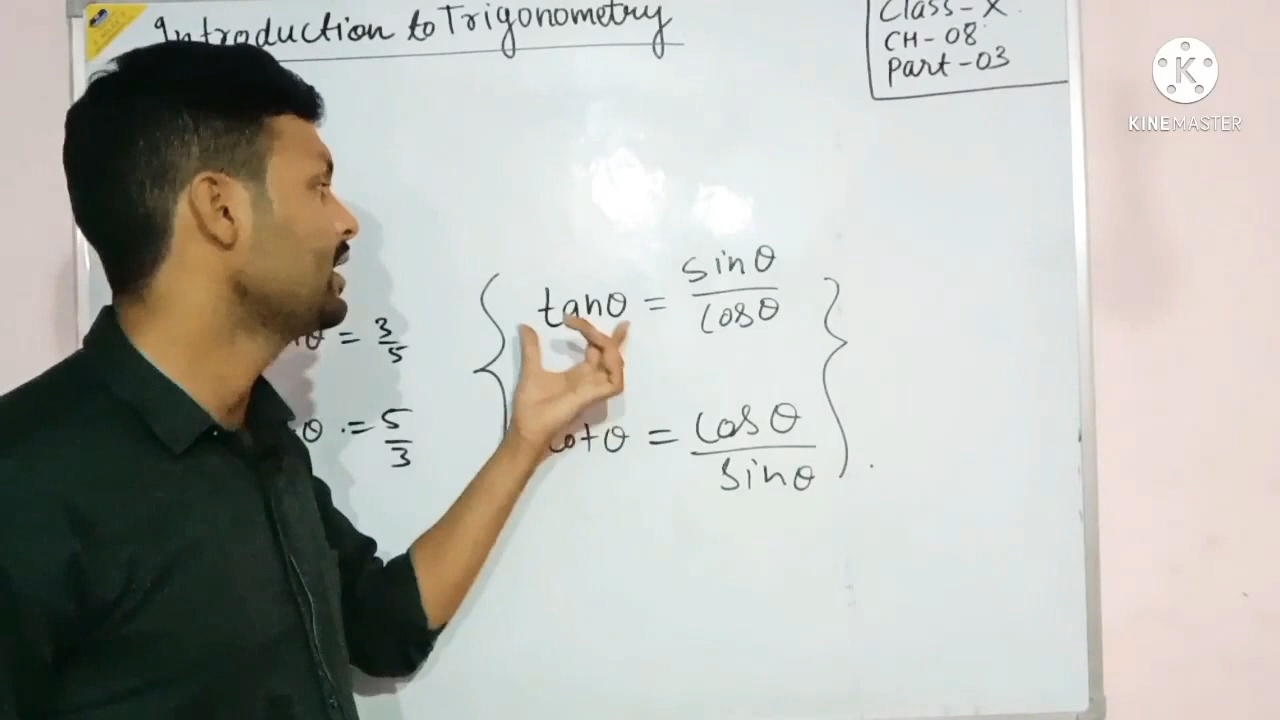 Introduction to Trigonometry
Class - X
CH - 08
Part - 03
KINEMASTER
θ = 3/5
θ = 5/3
tanθ = sinθ/cosθ
cotθ = cosθ/sinθ